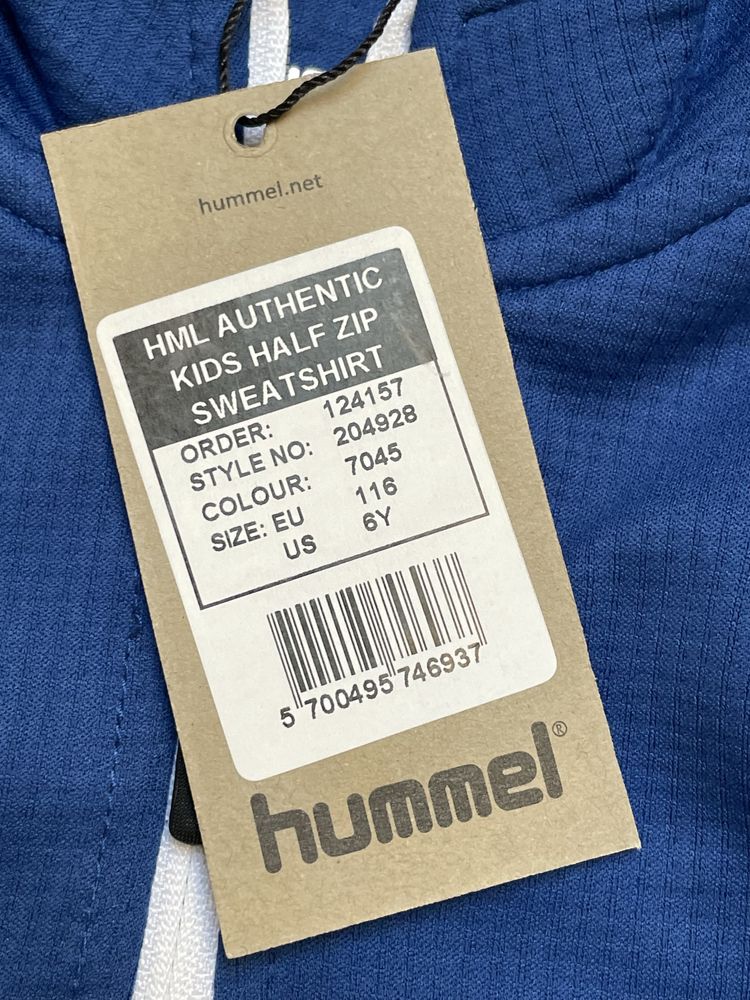 hummel.net
HML AUTHENTIC
KIDS HALF ZIP
SWEATSHIRT
ORDER: 124157
STYLE NO: 204928
COLOUR: 7045
SIZE: EU 116
US 6Y
5 700495 746937
hummel®